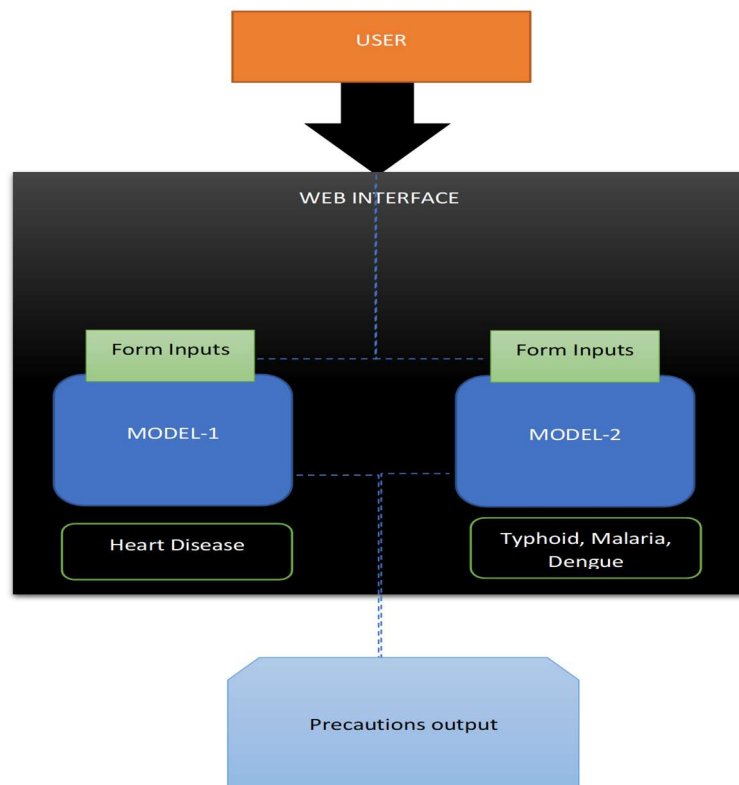 USER
WEB INTERFACE
Form Inputs
Form Inputs
MODEL-1
MODEL-2
Heart Disease
Typhoid, Malaria,
Dengue
Precautions output